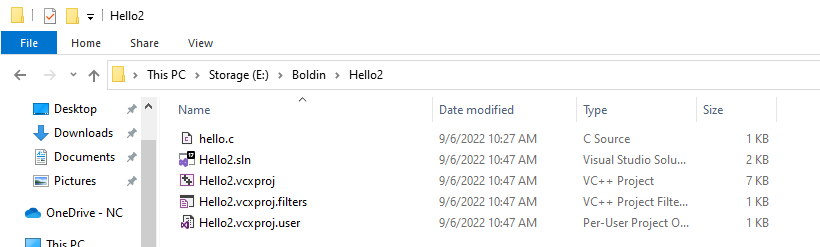 Hello2
File Home Share View
This PC > Storage (E:) > Boldin > Hello2
Desktop
Downloads
Documents
Pictures
OneDrive - NC
This PC
Name Date modified Type Size
hello.c 9/6/2022 10:27 AM C Source 1 KB
Hello2.sln 9/6/2022 10:47 AM Visual Studio Solu... 2 KB
Hello2.vcxproj 9/6/2022 10:47 AM VC++ Project 7 KB
Hello2.vcxproj.filters 9/6/2022 10:47 AM VC++ Project Filte... 1 KB
Hello2.vcxproj.user 9/6/2022 10:47 AM Per-User Project O... 1 KB